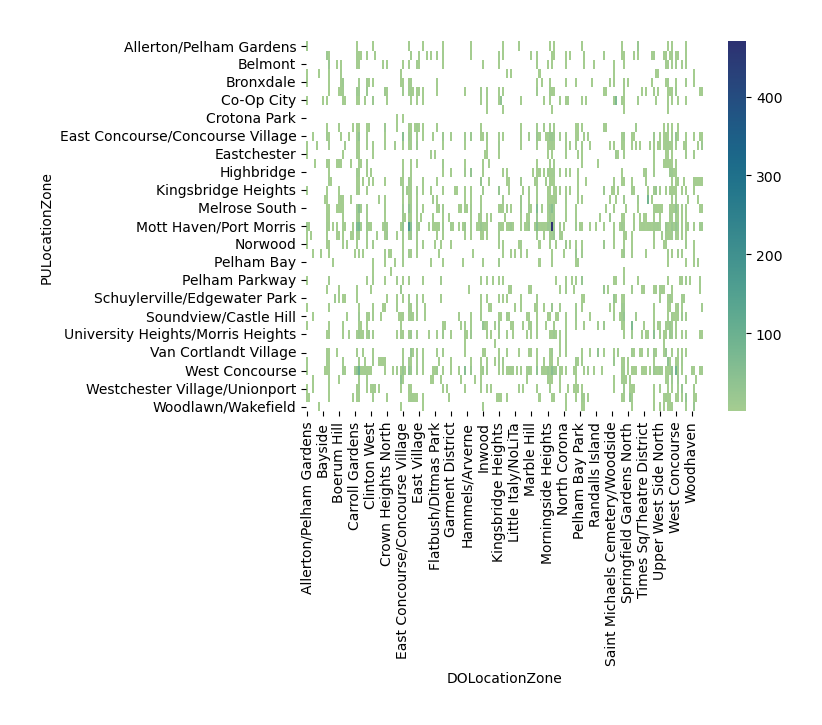 PULocationZone
Allerton/Pelham Gardens
Belmont
Bronxdale
Co-Op City
Crotona Park
East Concourse/Concourse Village
Eastchester
Highbridge
Kingsbridge Heights
Melrose South
Mott Haven/Port Morris
Norwood
Pelham Bay
Pelham Parkway
Schuylerville/Edgewater Park
Soundview/Castle Hill
University Heights/Morris Heights
Van Cortlandt Village
West Concourse
Westchester Village/Unionport
Woodlawn/Wakefield
400
300
200
100
Allerton/Pelham Gardens
Bayside
Boerum Hill
Carroll Gardens
Clinton West
Crown Heights North
East Concourse/Concourse Village
East Village
Flatbush/Ditmas Park
Garment District
Hammels/Arverne
Inwood
Kingsbridge Heights
Little Italy/NoLiTa
Marble Hill
Morningside Heights
North Corona
Pelham Bay Park
Randalls Island
Saint Michaels Cemetery/Woodside
Springfield Gardens North
Times Sq/Theatre District
Upper West Side North
West Concourse
Woodhaven
DOLocationZone